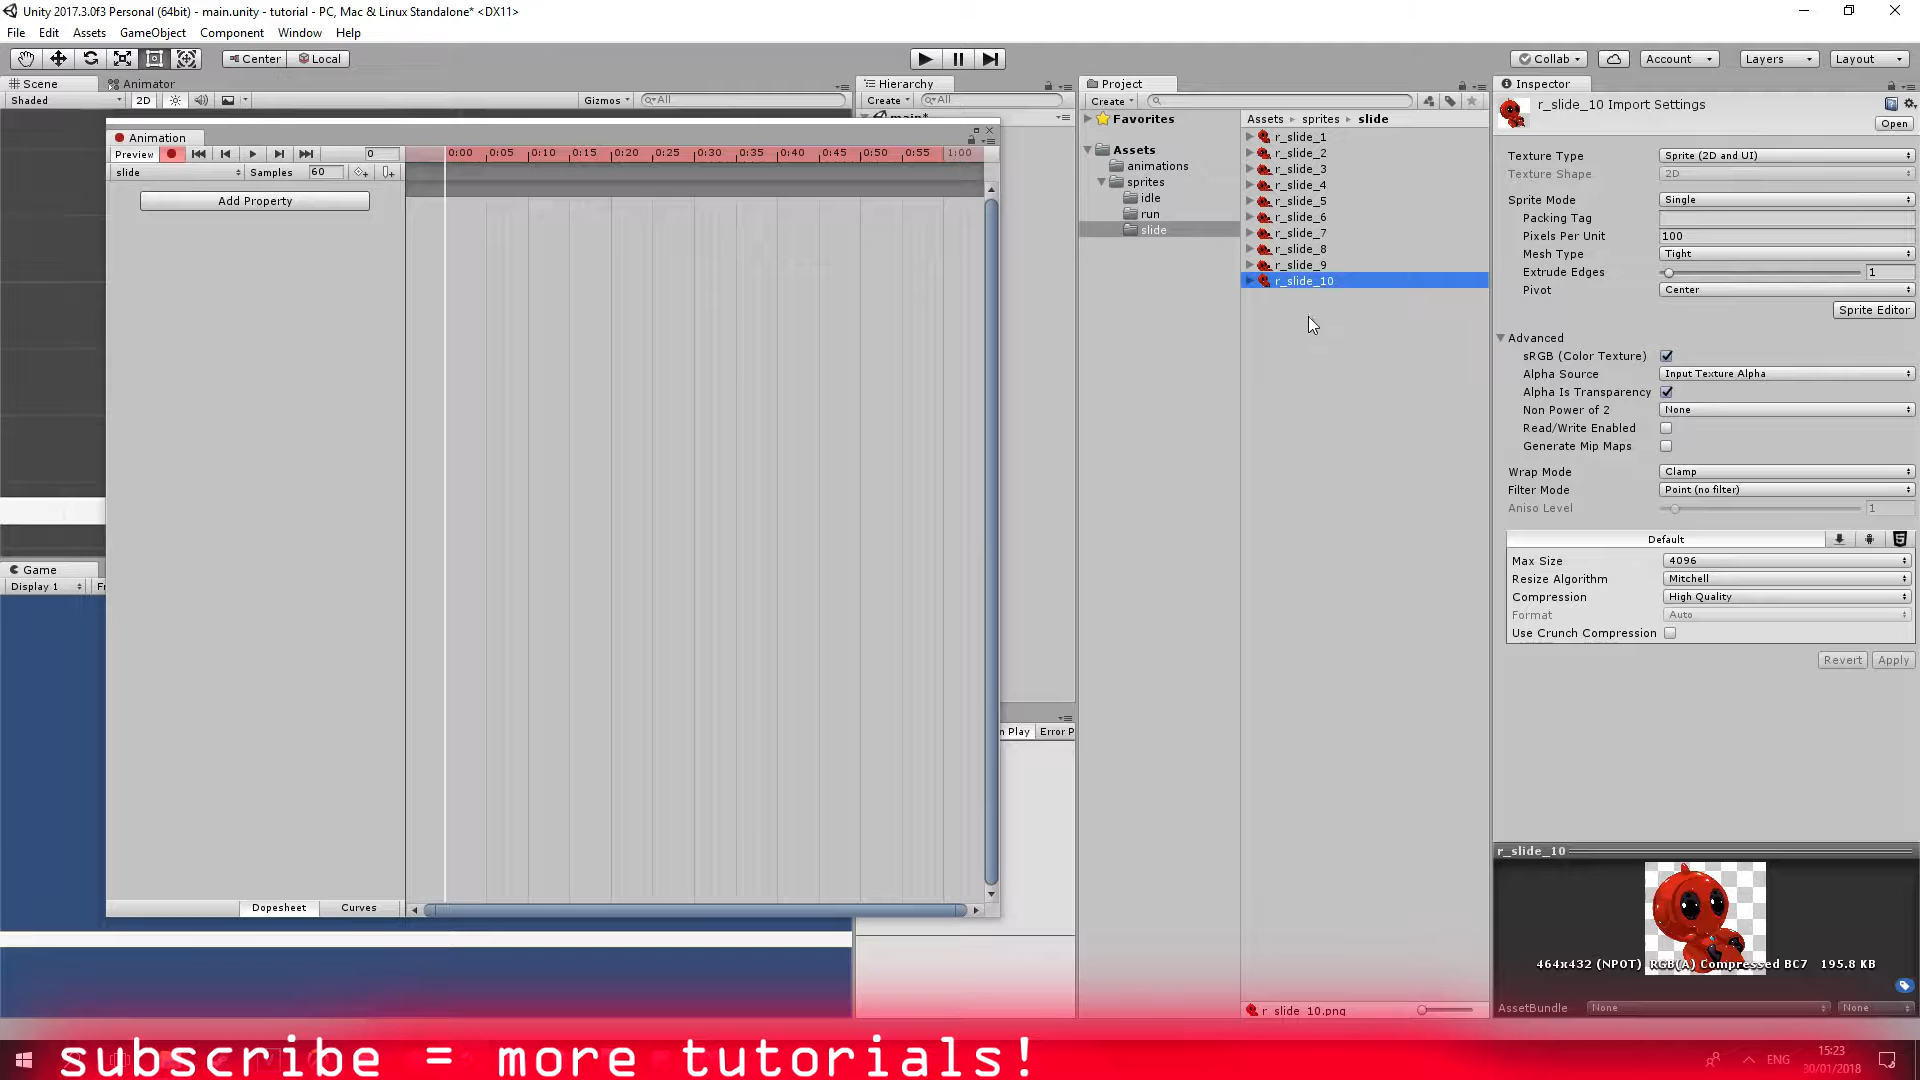 Unity 2017.3.0f3 Personal (64bit) - main.unity - tutorial - PC, Mac & Linux Standalone* <DX11>
File Edit Assets GameObject Component Window Help
Center Local Collab Account Layers Layout
Scene Animator
Shaded 2D Gizmos All
Animation
Preview 0
0:00 0:05 0:10 0:15 0:20 0:25 0:30 0:35 0:40 0:45 0:50 0:55 1:00
slide Samples 60
Add Property
Dopesheet Curves
Game
Display 1
Hierarchy
Create All
main*
n Play Error P
Project
Create
Favorites
Assets
animations
sprites
idle
run
slide
Assets sprites slide
r_slide_1
r_slide_2
r_slide_3
r_slide_4
r_slide_5
r_slide_6
r_slide_7
r_slide_8
r_slide_9
r_slide_10
r_slide_10.png
Inspector
r_slide_10 Import Settings
Open
Texture Type Sprite (2D and UI)
Texture Shape 2D
Sprite Mode Single
Packing Tag
Pixels Per Unit 100
Mesh Type Tight
Extrude Edges 1
Pivot Center
Sprite Editor
Advanced
sRGB (Color Texture)
Alpha Source Input Texture Alpha
Alpha Is Transparency
Non Power of 2 None
Read/Write Enabled
Generate Mip Maps
Wrap Mode Clamp
Filter Mode Point (no filter)
Aniso Level 1
Default
Max Size 4096
Resize Algorithm Mitchell
Compression High Quality
Format Auto
Use Crunch Compression
Revert Apply
r_slide_10
464x432 (NPOT) RGB(A) Compressed BC7 195.8 KB
AssetBundle None None
subscribe = more tutorials!
ENG
15:23
30/01/2018